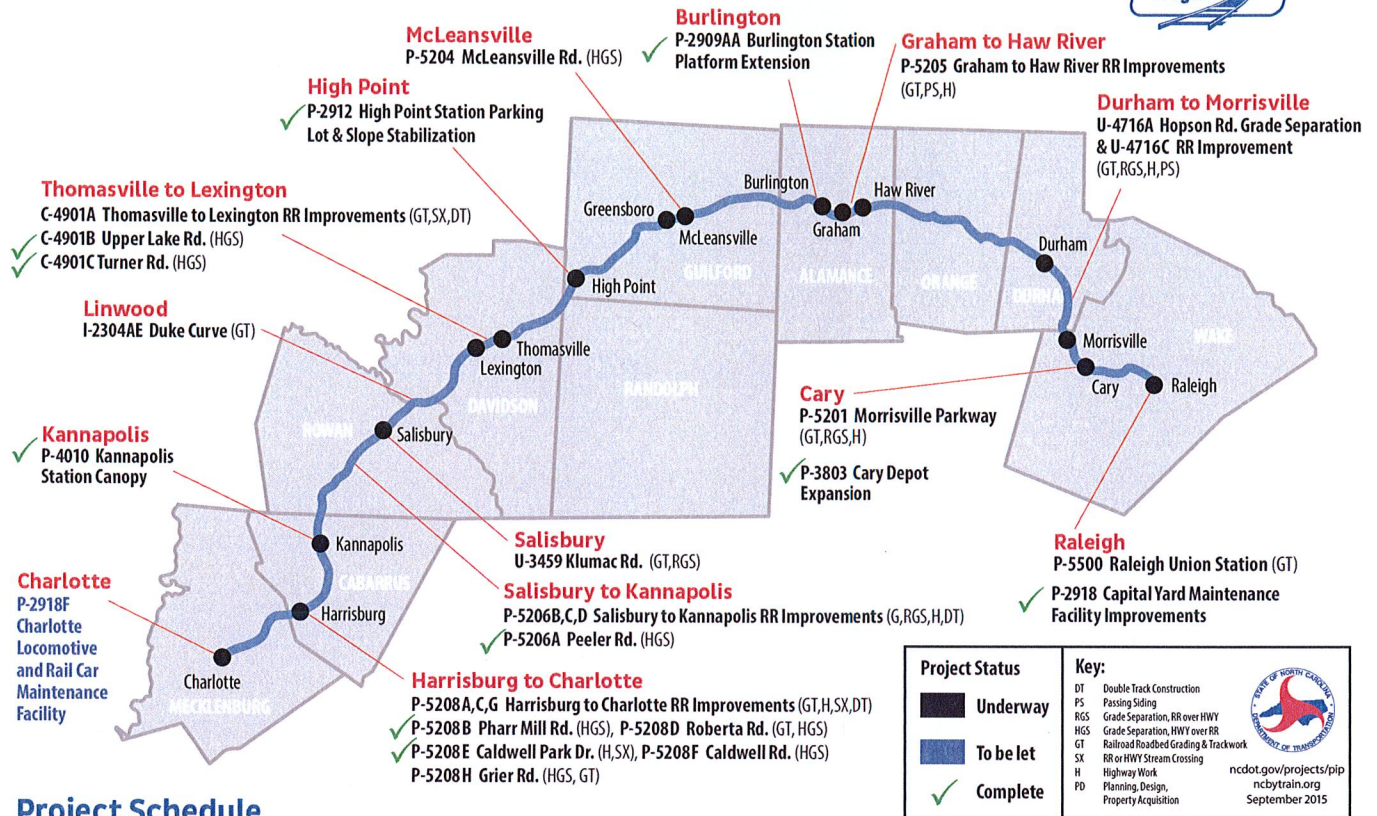 Burlington
P-2909AA Burlington Station
Platform Extension
McLeansville
P-5204 McLeansville Rd. (HGS)
Graham to Haw River
P-5205 Graham to Haw River RR Improvements
(GT,PS,H)
High Point
P-2912 High Point Station Parking
Lot & Slope Stabilization
Durham to Morrisville
U-4716A Hopson Rd. Grade Separation
& U-4716C RR Improvement
(GT,RGS,H,PS)
Thomasville to Lexington
C-4901A Thomasville to Lexington RR Improvements (GT,SX,DT)
C-4901B Upper Lake Rd. (HGS)
C-4901C Turner Rd. (HGS)
Linwood
I-2304AE Duke Curve (GT)
Kannapolis
P-4010 Kannapolis
Station Canopy
Charlotte
P-2918F
Charlotte
Locomotive
and Rail Car
Maintenance
Facility
Burlington
Haw River
Greensboro
McLeansville
Graham
Durham
High Point
GUILFORD
ALAMANCE
ORANGE
DURHA
WAKE
Thomasville
Lexington
Morrisville
Cary
Raleigh
DAVIDSON
RANDOLPH
ROWAN
Salisbury
Kannapolis
CABARRUS
Harrisburg
Charlotte
MECKLENBURG
Cary
P-5201 Morrisville Parkway
(GT,RGS,H)
P-3803 Cary Depot
Expansion
Salisbury
U-3459 Klumac Rd. (GT,RGS)
Salisbury to Kannapolis
P-5206B,C,D Salisbury to Kannapolis RR Improvements (G,RGS,H,DT)
P-5206A Peeler Rd. (HGS)
Raleigh
P-5500 Raleigh Union Station (GT)
P-2918 Capital Yard Maintenance
Facility Improvements
Harrisburg to Charlotte
P-5208A,C,G Harrisburg to Charlotte RR Improvements (GT,H,SX,DT)
P-5208B Pharr Mill Rd. (HGS), P-5208D Roberta Rd. (GT, HGS)
P-5208E Caldwell Park Dr. (H,SX), P-5208F Caldwell Rd. (HGS)
P-5208H Grier Rd. (HGS, GT)
Project Status
Underway
To be let
Complete
Key:
DT Double Track Construction
PS Passing Siding
RGS Grade Separation, RR over HWY
HGS Grade Separation, HWY over RR
GT Railroad Roadbed Grading & Trackwork
SX RR or HWY Stream Crossing
H Highway Work
PD Planning, Design,
Property Acquisition
STATE OF NORTH CAROLINA
DEPARTMENT OF TRANSPORTATION
ncdot.gov/projects/pip
ncbytrain.org
September 2015
Project Schedule